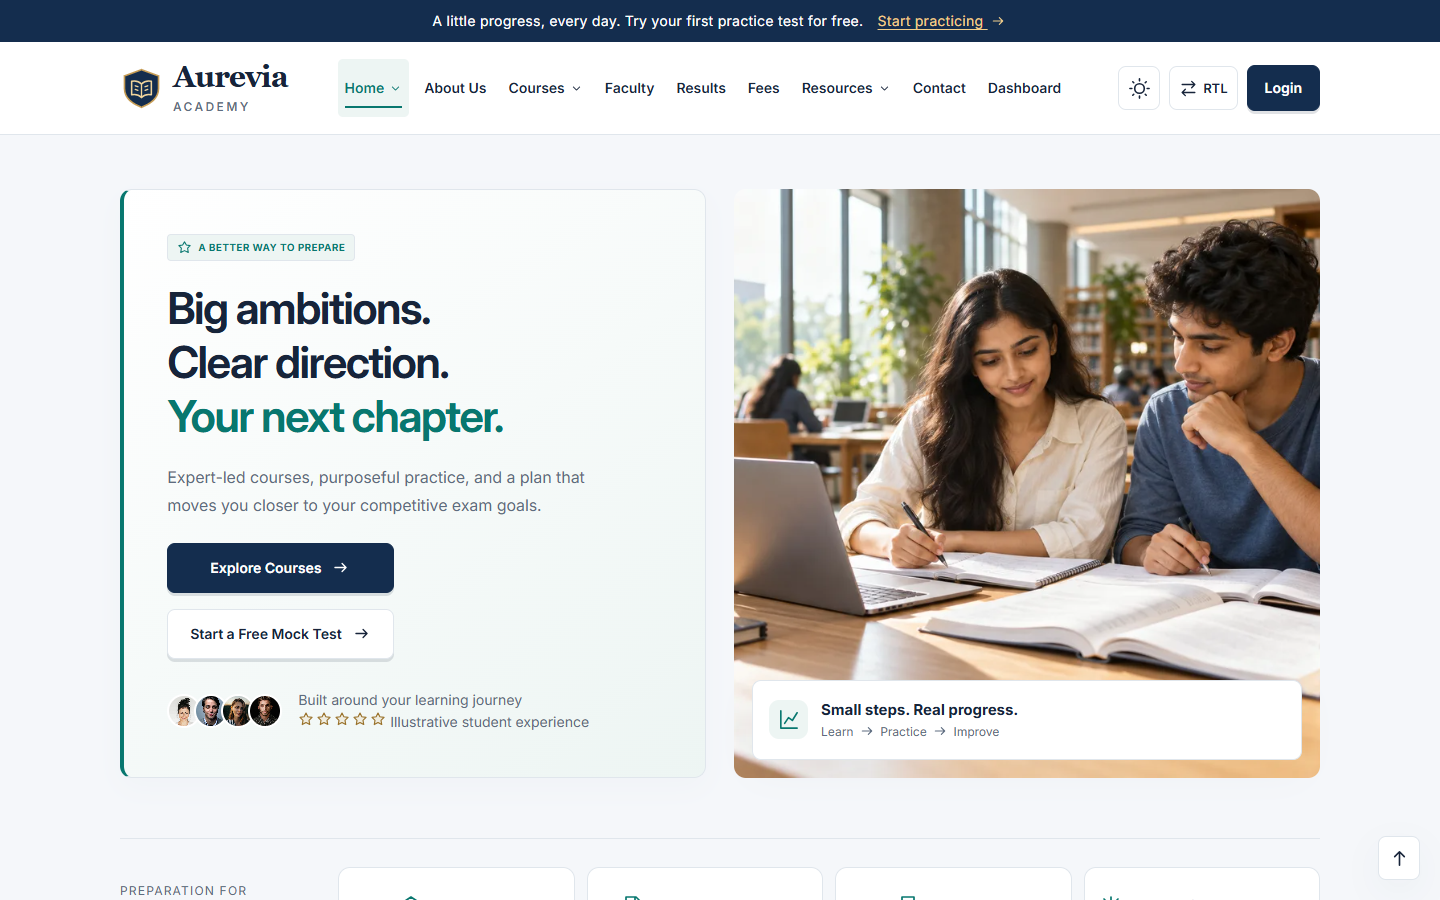 A little progress, every day. Try your first practice test for free. Start practicing →
Aurevia
ACADEMY
Home
About Us
Courses
Faculty
Results
Fees
Resources
Contact
Dashboard
RTL
Login
A BETTER WAY TO PREPARE
Big ambitions.
Clear direction.
Your next chapter.
Expert-led courses, purposeful practice, and a plan that
moves you closer to your competitive exam goals.
Explore Courses →
Start a Free Mock Test →
Built around your learning journey
Illustrative student experience
Small steps. Real progress.
Learn → Practice → Improve
PREPARATION FOR